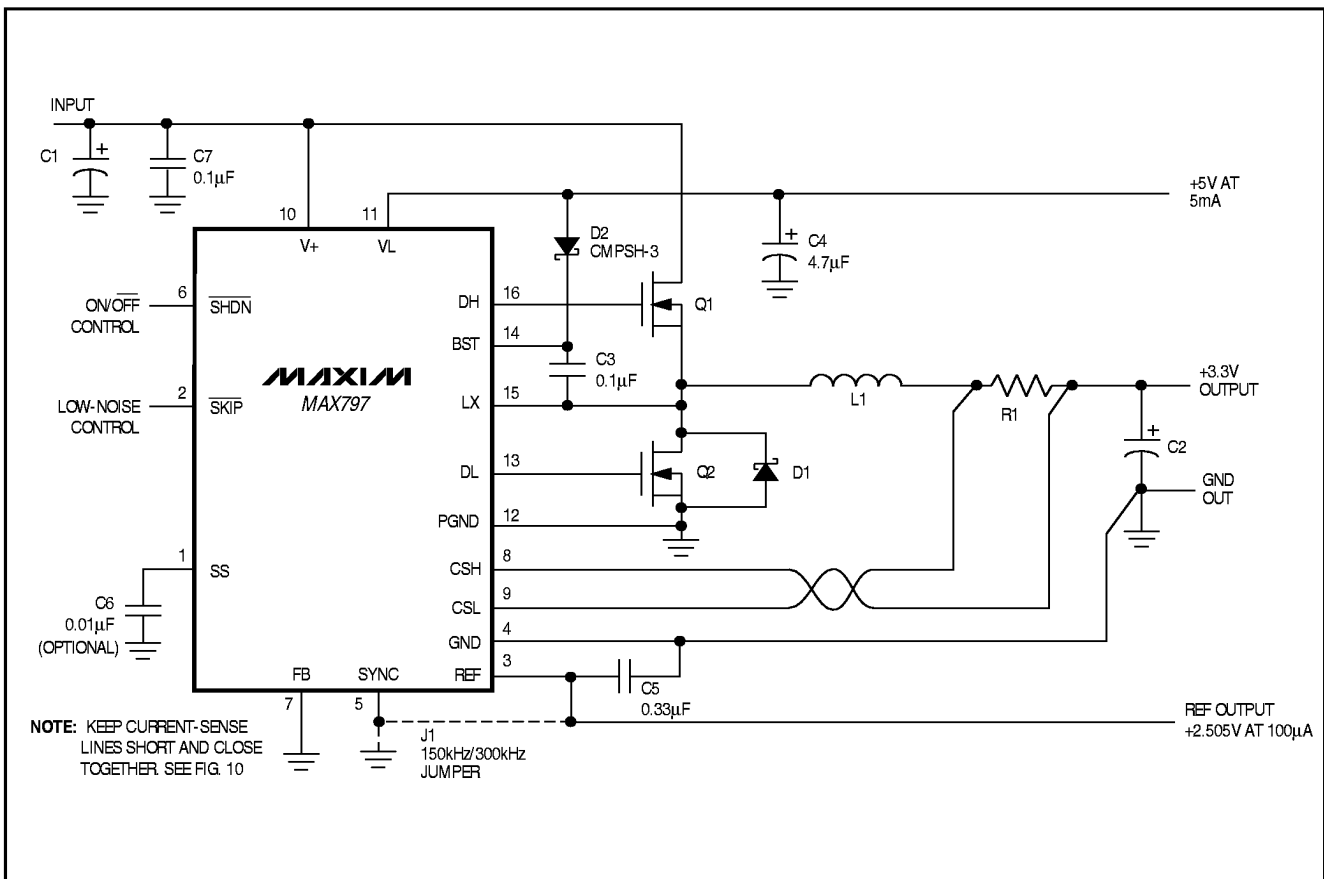 INPUT
C1
+
C7
0.1µF
10
V+
11
VL
+5V AT
5mA
D2
CMPSH-3
+
C4
4.7µF
6
ON/OFF
CONTROL
SHDN
DH
16
Q1
BST
14
C3
0.1µF
MAXIM
MAX797
2
LOW-NOISE
CONTROL
SKIP
LX
15
L1
R1
+3.3V
OUTPUT
+
C2
DL
13
Q2
D1
GND
OUT
PGND
12
1
SS
C6
0.01µF
(OPTIONAL)
CSH
8
CSL
9
GND
4
REF
3
C5
0.33µF
FB
7
SYNC
5
J1
150kHz/300kHz
JUMPER
REF OUTPUT
+2.505V AT 100µA
NOTE: KEEP CURRENT-SENSE
LINES SHORT AND CLOSE
TOGETHER. SEE FIG. 10